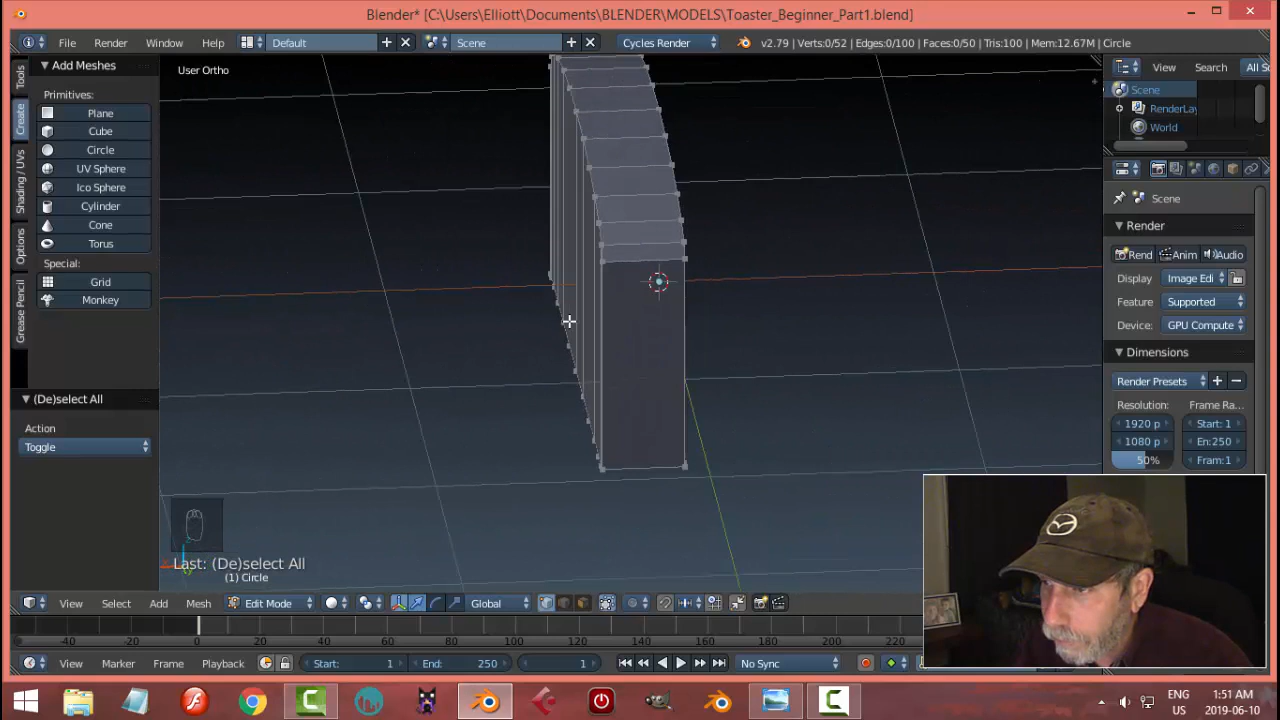 Blender* [C:\Users\Elliott\Documents\BLENDER\MODELS\Toaster_Beginner_Part1.blend]
File Render Window Help Default Scene Cycles Render v2.79 | Verts:0/52 | Edges:0/100 | Faces:0/50 | Tris:100 | Mem:12.67M | Circle
Add Meshes
User Ortho
View Search All S
Tools
Create
Shading / UVs
Options
Grease Pencil
Primitives:
Plane
Cube
Circle
UV Sphere
Ico Sphere
Cylinder
Cone
Torus
Special:
Grid
Monkey
(De)select All
Action
Toggle
Last: (De)select All
(1) Circle
Scene
RenderLay
World
Scene
Render
Rend Anim Audio
Display Image Edi
Feature Supported
Device: GPU Compute
Dimensions
Render Presets
Resolution: Frame Ra...
1920 p Start: 1
1080 p En:250
50% Fram:1
View Select Add Mesh Edit Mode Global
-40 -20 0 20 40 60 80 100 120 140 160 180 200
View Marker Frame Playback Start: 1 End: 250 1 No Sync
ENG
US
1:51 AM
2019-06-10